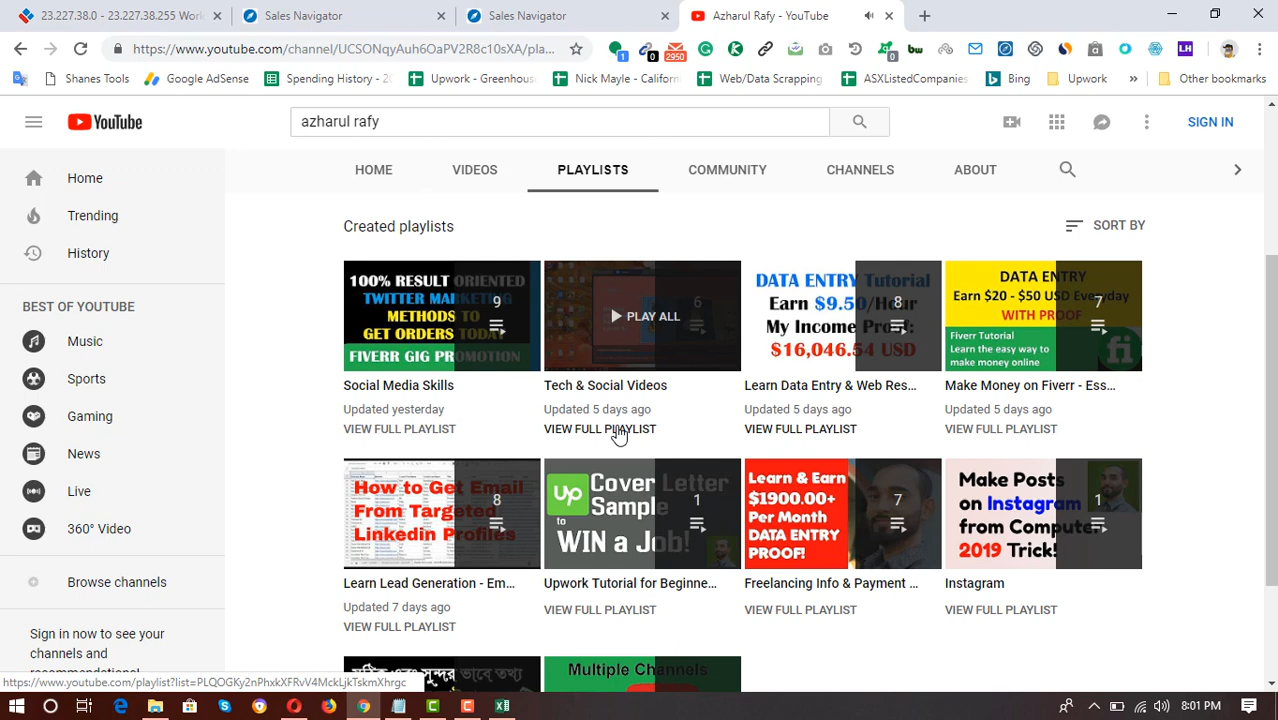 23.227.38.0 - 23.227.38.255 Work
Sales Navigator
Sales Navigator
Azharul Rafy - YouTube
https://www.youtube.com/channel/UCSONqyAuh6OaPV2R8c10sXA/pla...
1
0
2950
bw
0
LH
Shanes Tools
Google AdSense
Spending History - 20
Upwork - Greenhous
Nick Mayle - Californi
Web/Data Scrapping
ASXListedCompanies
Bing
Upwork
»
Other bookmarks
YouTube
azharul rafy
SIGN IN
HOME
VIDEOS
PLAYLISTS
COMMUNITY
CHANNELS
ABOUT
Home
Trending
History
BEST OF YOUTUBE
Music
Sports
Gaming
News
Live
360° Video
Browse channels
Sign in now to see your
channels and
Created playlists
SORT BY
100% RESULT ORIENTED
TWITTER MARKETING
METHODS TO
GET ORDERS TODAY
FIVERR GIG PROMOTION
9
Social Media Skills
Updated yesterday
VIEW FULL PLAYLIST
PLAY ALL
6
Tech & Social Videos
Updated 5 days ago
VIEW FULL PLAYLIST
DATA ENTRY Tutorial
Earn $9.50/Hour
My Income Proof:
$16,046.54 USD
8
Learn Data Entry & Web Res...
Updated 5 days ago
VIEW FULL PLAYLIST
DATA ENTRY
Earn $20 - $50 USD Everyday
WITH PROOF
Fiverr Tutorial
Learn the easy way to
make money online
fi
7
Make Money on Fiverr - Ess...
Updated 5 days ago
VIEW FULL PLAYLIST
How to Get Email
From Targeted
Linkedin Profiles
8
Learn Lead Generation - Em...
Updated 7 days ago
VIEW FULL PLAYLIST
Up
Cover Letter
Sample
to
WIN a Job!
1
Upwork Tutorial for Beginne...
VIEW FULL PLAYLIST
Learn & Earn
$1900.00+
Per Month
DATA ENTRY
PROOF!
7
Freelancing Info & Payment ...
VIEW FULL PLAYLIST
Make Posts
on Instagram
from Computer
2019 Trick!
1
Instagram
VIEW FULL PLAYLIST
Multiple Channels
https://www.youtube.com/playlist?list=PLQOGKy2nPhxkXFRvV4MckLjkTskmXhrgc
8:01 PM